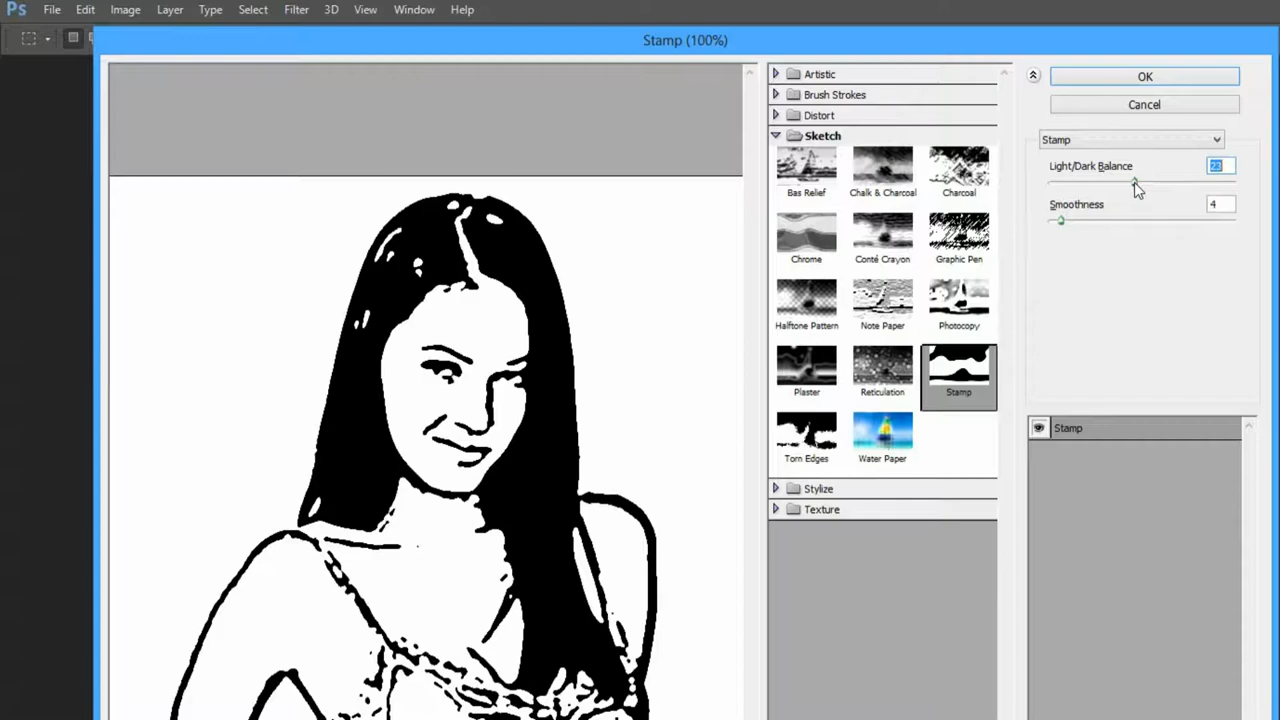 Ps File Edit Image Layer Type Select Filter 3D View Window Help
Stamp (100%)
Artistic
Brush Strokes
Distort
Sketch
Bas Relief Chalk & Charcoal Charcoal
Chrome Conté Crayon Graphic Pen
Halftone Pattern Note Paper Photocopy
Plaster Reticulation Stamp
Torn Edges Water Paper
Stylize
Texture
OK
Cancel
Stamp
Light/Dark Balance 23
Smoothness 4
Stamp